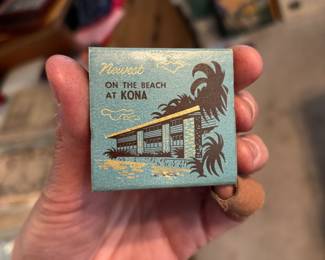 Newest
ON THE BEACH
AT KONA